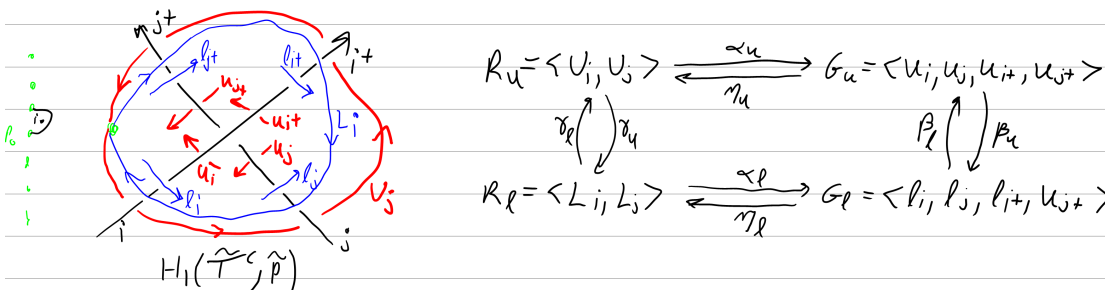 j+
i+
l_{j+} l_{i+}
u_{j+}
u_{i+} L_i
u_i u_j
l_i l_j U_j
i j
H_1(\tilde{T}^c, \tilde{p})
R_u = <U_i, U_j> α_u η_u G_u = <u_i, u_j, u_{i+}, u_{j+}>
γ_l γ_u β_l β_u
R_l = <L_i, L_j> α_l η_l G_l = <l_i, l_j, l_{i+}, u_{j+}>